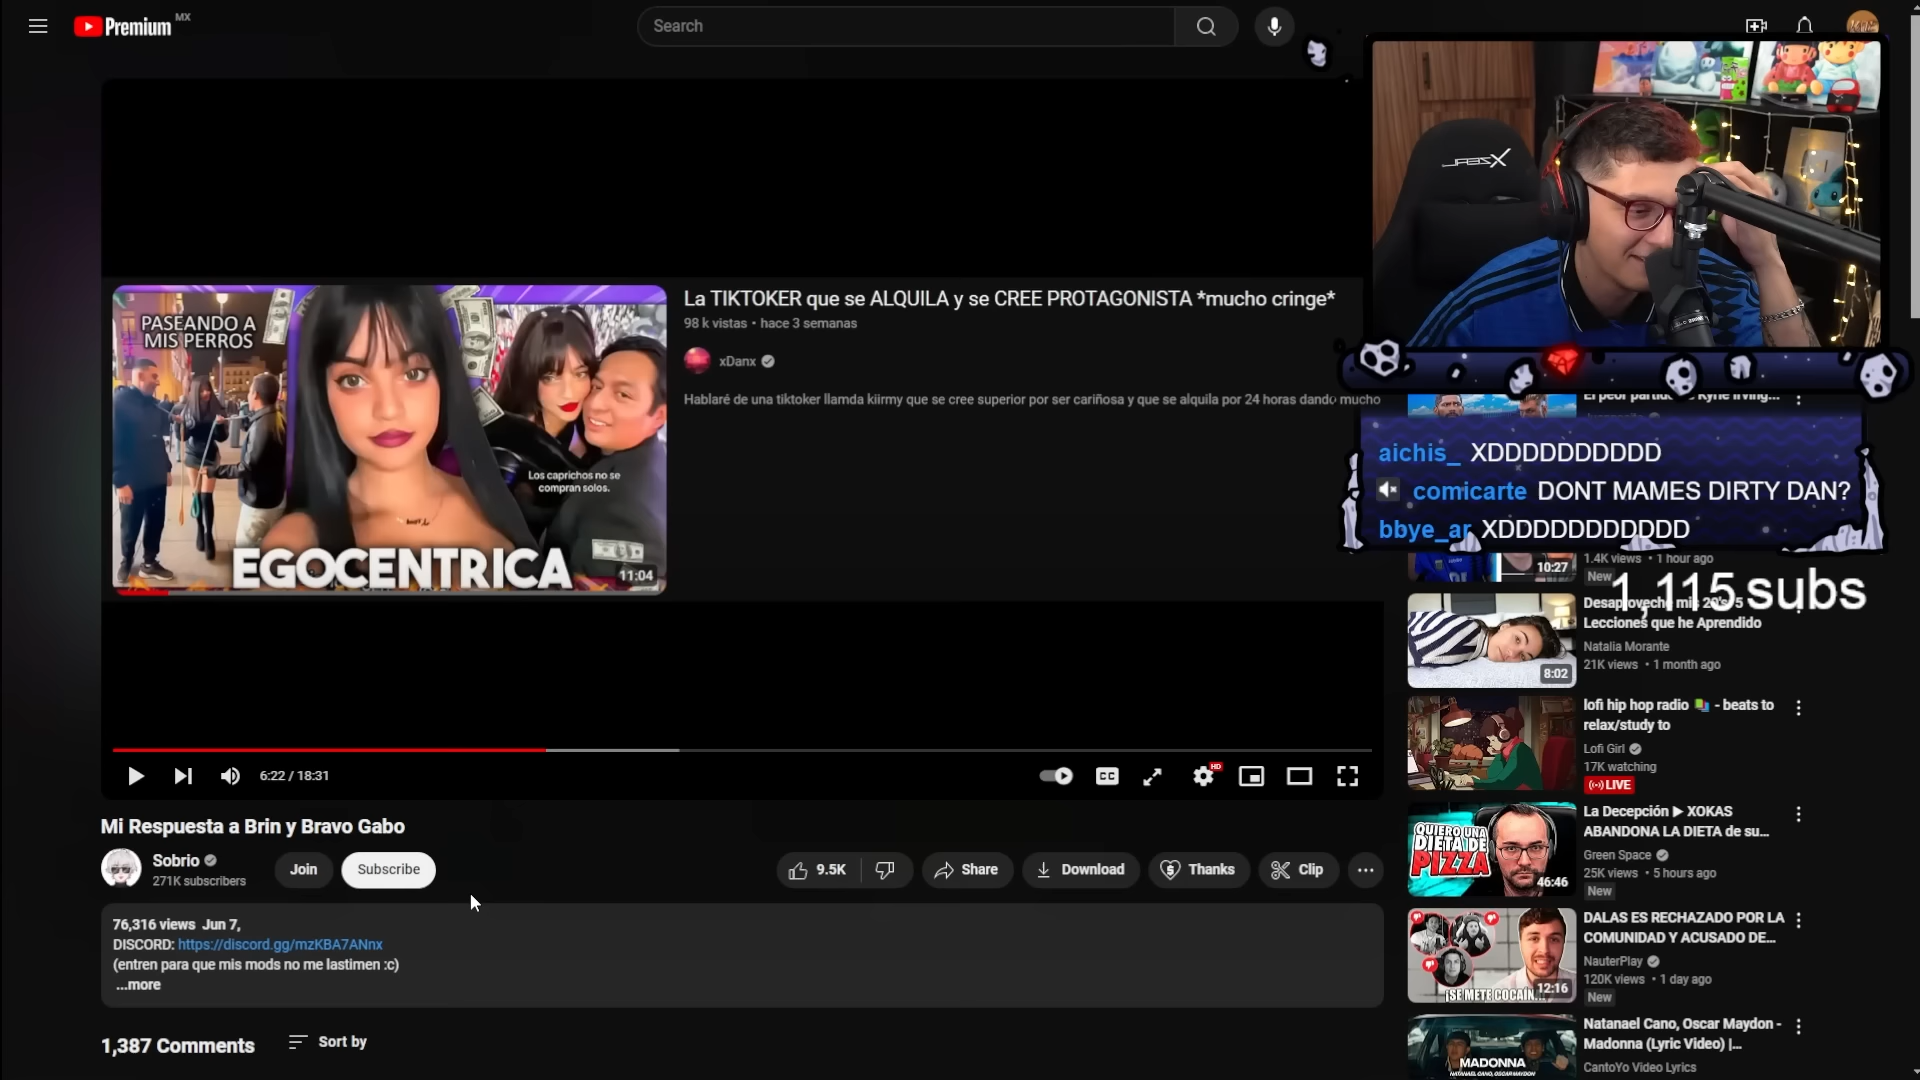 Premium MX
Search
PASEANDO A
MIS PERROS
Los caprichos no se
compran solos.
EGOCENTRICA
11:04
La TIKTOKER que se ALQUILA y se CREE PROTAGONISTA *mucho cringe*
98 k vistas • hace 3 semanas
xDanx
Hablaré de una tiktoker llamda kiirmy que se cree superior por ser cariñosa y que se alquila por 24 horas dando mucho
6:22 / 18:31
CC
HD
Mi Respuesta a Brin y Bravo Gabo
Sobrio
271K subscribers
Join
Subscribe
9.5K
Share
Download
Thanks
Clip
76,316 views Jun 7,
DISCORD: https://discord.gg/mzKBA7ANnx
(entren para que mis mods no me lastimen :c)
...more
1,387 Comments
Sort by
aichis_ XDDDDDDDDDD
comicarte DONT MAMES DIRTY DAN?
bbye_ar XDDDDDDDDDDD
1.4K views • 1 hour ago
10:27
New
1,115 subs
Desaproveché mis 20's: 5
Lecciones que he Aprendido
Natalia Morante
21K views • 1 month ago
8:02
lofi hip hop radio 📚 - beats to
relax/study to
Lofi Girl
17K watching
LIVE
QUIERO UNA
DIETA DE
PIZZA
46:46
La Decepción ▶ XOKAS
ABANDONA LA DIETA de su...
Green Space
25K views • 5 hours ago
New
¡SE METE COCAÍN...
12:16
DALAS ES RECHAZADO POR LA
COMUNIDAD Y ACUSADO DE...
NauterPlay
120K views • 1 day ago
New
MADONNA
NATANAEL CANO, OSCAR MAYDON
Natanael Cano, Oscar Maydon -
Madonna (Lyric Video) |...
CantoYo Video Lyrics